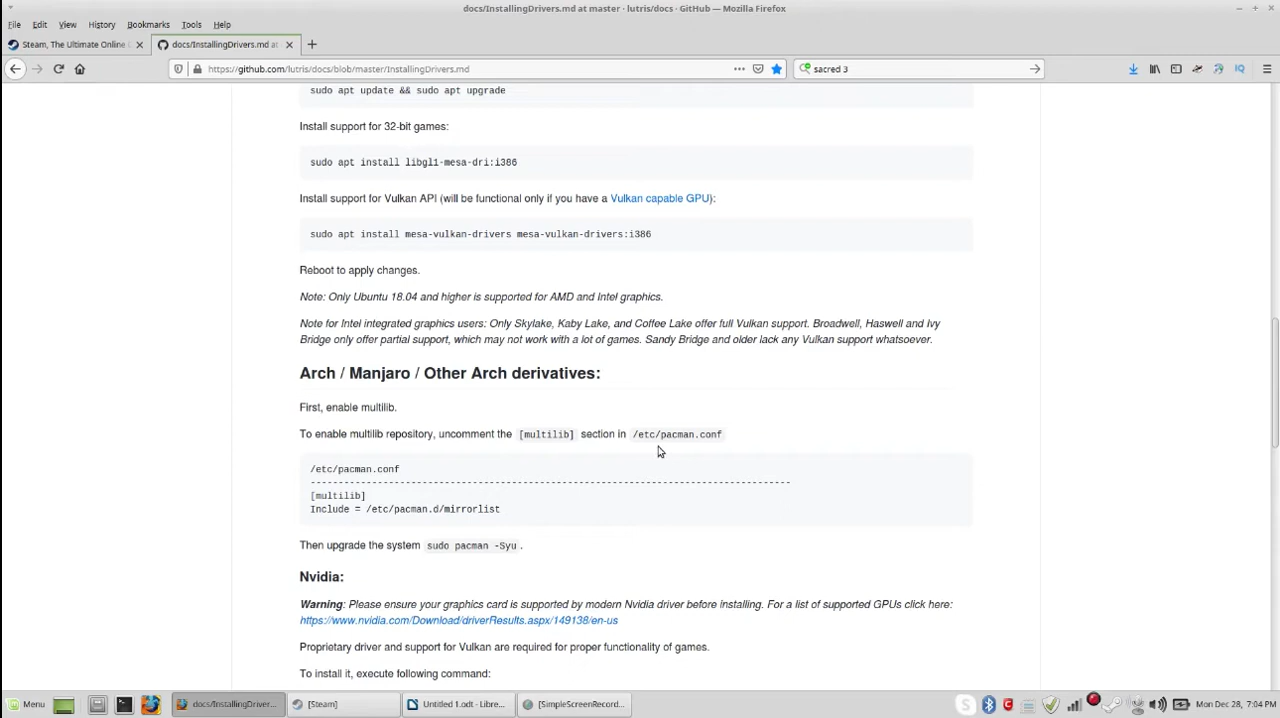 docs/InstallingDrivers.md at master · lutris/docs · GitHub — Mozilla Firefox
File Edit View History Bookmarks Tools Help
Steam, The Ultimate Online
docs/InstallingDrivers.md at
https://github.com/lutris/docs/blob/master/InstallingDrivers.md
sacred 3
sudo apt update && sudo apt upgrade
Install support for 32-bit games:
sudo apt install libgl1-mesa-dri:i386
Install support for Vulkan API (will be functional only if you have a Vulkan capable GPU):
sudo apt install mesa-vulkan-drivers mesa-vulkan-drivers:i386
Reboot to apply changes.
Note: Only Ubuntu 18.04 and higher is supported for AMD and Intel graphics.
Note for Intel integrated graphics users: Only Skylake, Kaby Lake, and Coffee Lake offer full Vulkan support. Broadwell, Haswell and Ivy
Bridge only offer partial support, which may not work with a lot of games. Sandy Bridge and older lack any Vulkan support whatsoever.
Arch / Manjaro / Other Arch derivatives:
First, enable multilib.
To enable multilib repository, uncomment the [multilib] section in /etc/pacman.conf
/etc/pacman.conf
--------------------------------------------------------------------------------------
[multilib]
Include = /etc/pacman.d/mirrorlist
Then upgrade the system sudo pacman -Syu.
Nvidia:
Warning: Please ensure your graphics card is supported by modern Nvidia driver before installing. For a list of supported GPUs click here:
https://www.nvidia.com/Download/driverResults.aspx/149138/en-us
Proprietary driver and support for Vulkan are required for proper functionality of games.
To install it, execute following command:
Menu
docs/InstallingDriver...
[Steam]
Untitled 1.odt - Libre...
[SimpleScreenRecord...
Mon Dec 28, 7:04 PM